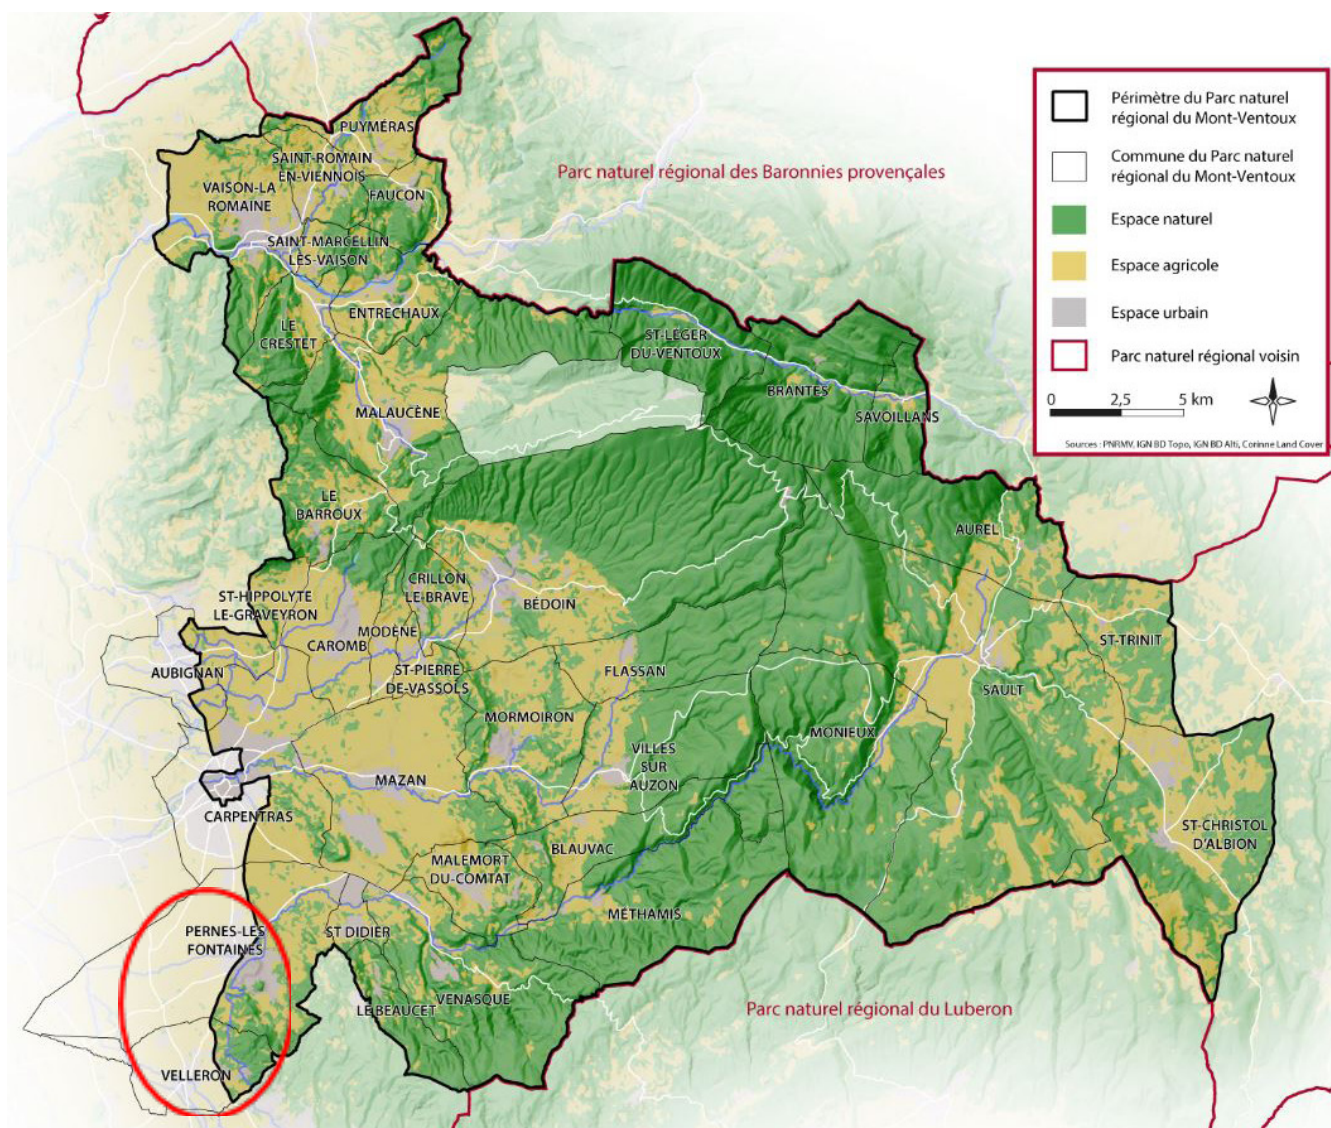 PUYMÉRAS
SAINT-ROMAIN
EN-VIENNOIS
VAISON-LA
ROMAINE
FAUCON
SAINT-MARCELLIN
LÈS-VAISON
ENTRECHAUX
LE
CRESTET
Parc naturel régional des Baronnies provençales
ST-LÉGER
DU-VENTOUX
BRANTES
SAVOILLANS
MALAUCÈNE
LE
BARROUX
AUREL
ST-HIPPOLYTE
LE-GRAVEYRON
CRILLON
LE-BRAVE
BÉDOIN
MODÈNE
CAROMB
ST-TRINIT
AUBIGNAN
ST-PIERRE
DE-VASSOLS
FLASSAN
SAULT
MORMOIRON
MONIEUX
VILLES
SUR
AUZON
MAZAN
CARPENTRAS
ST-CHRISTOL
D'ALBION
BLAUVAC
MALEMORT
DU-COMTAT
MÉTHAMIS
PERNES-LES
FONTAINES
ST DIDIER
LE BEAUCET
VENASQUE
Parc naturel régional du Luberon
VELLERON
Périmètre du Parc naturel
régional du Mont-Ventoux
Commune du Parc naturel
régional du Mont-Ventoux
Espace naturel
Espace agricole
Espace urbain
Parc naturel régional voisin
0 2,5 5 km
Sources : PNRMV, IGN BD Topo, IGN BD Alti, Corinne Land Cover